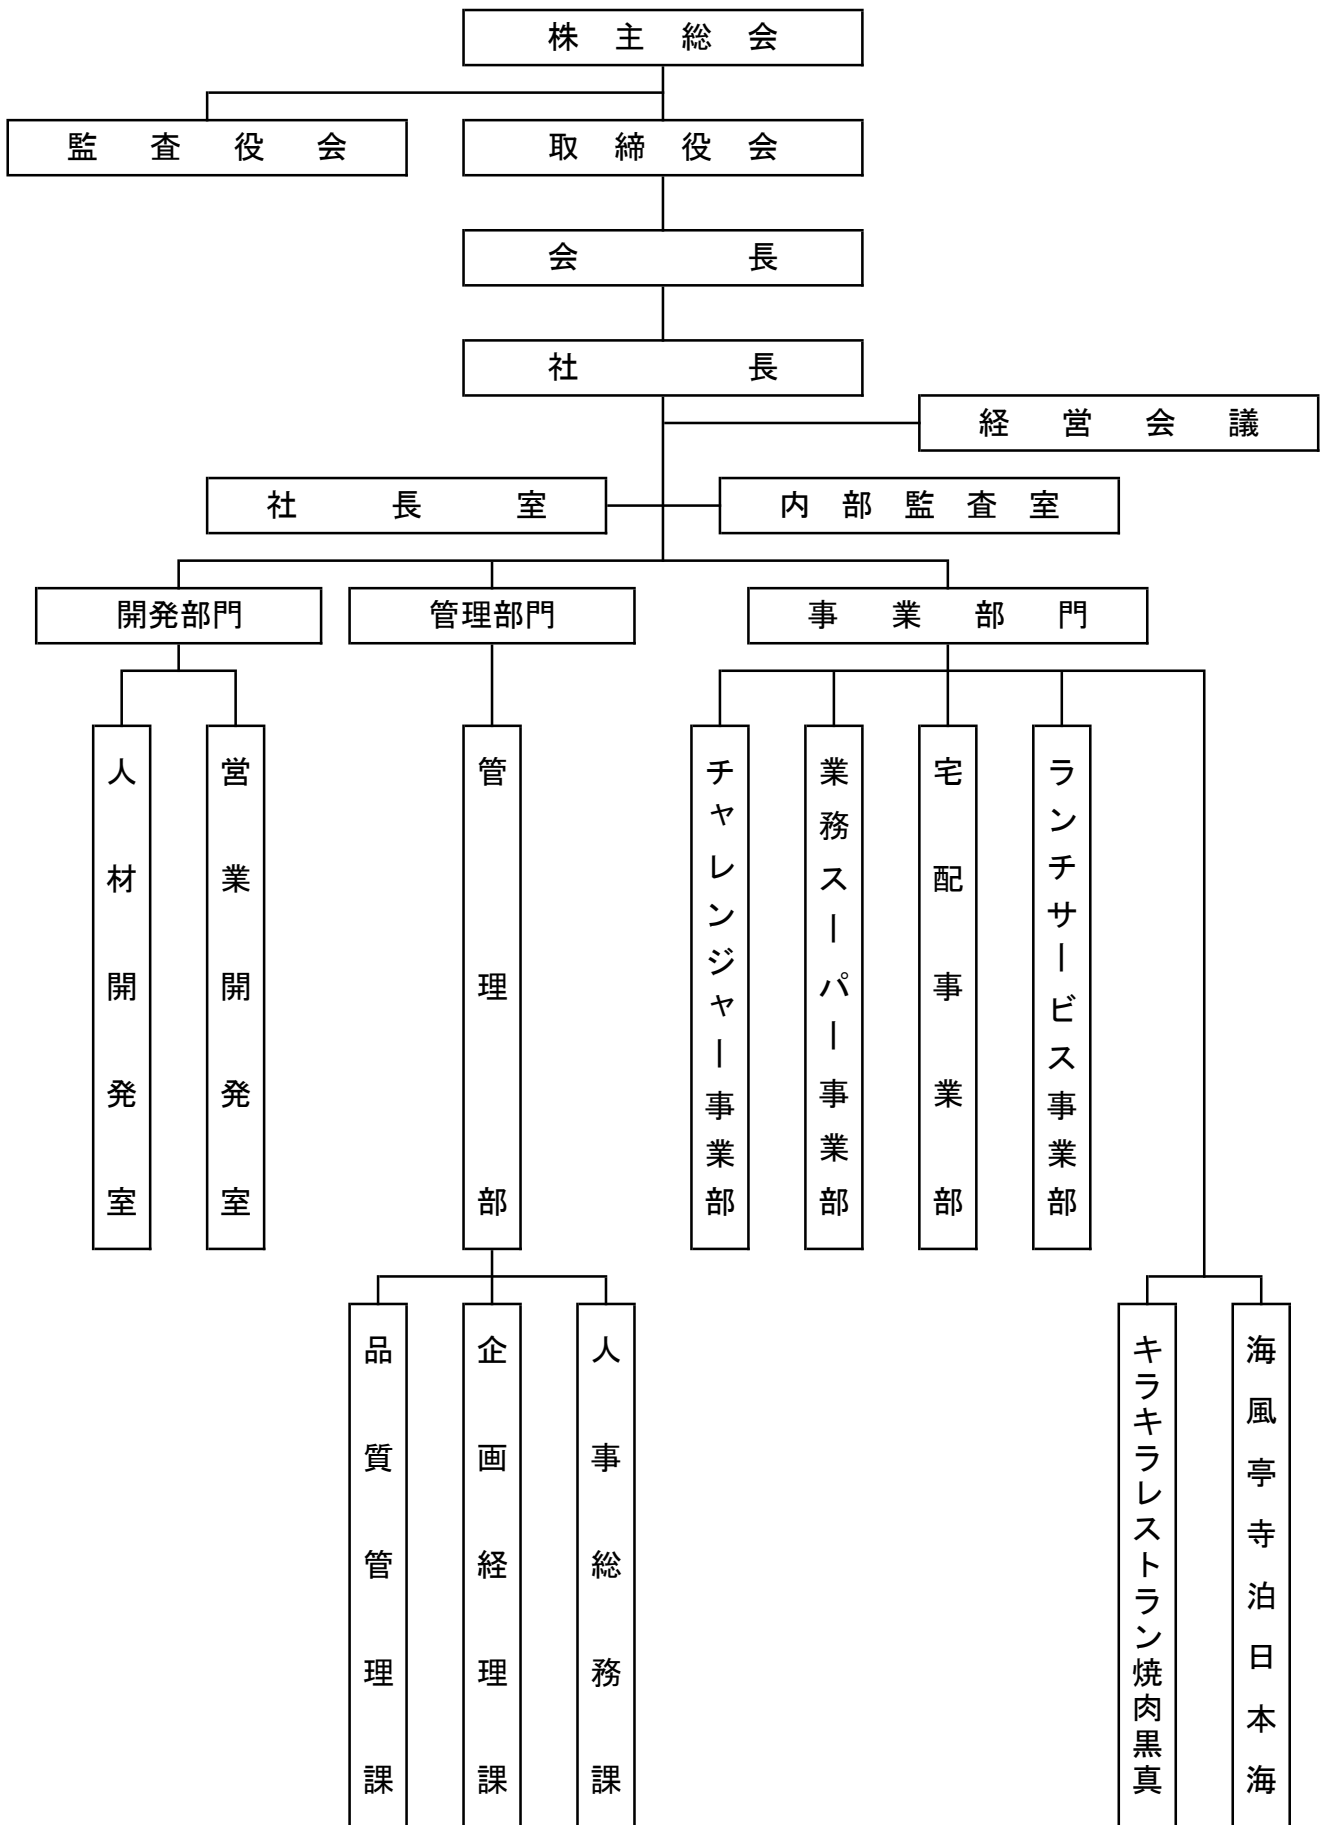 株主総会
監査役会
取締役会
会長
社長
経営会議
社長室
内部監査室
開発部門
管理部門
事業部門
人材開発室
営業開発室
管理部
チャレンジャー事業部
業務スーパー事業部
宅配事業部
ランチサービス事業部
品質管理課
企画経理課
人事総務課
キラキラレストラン焼肉黒真
海風亭寺泊日本海